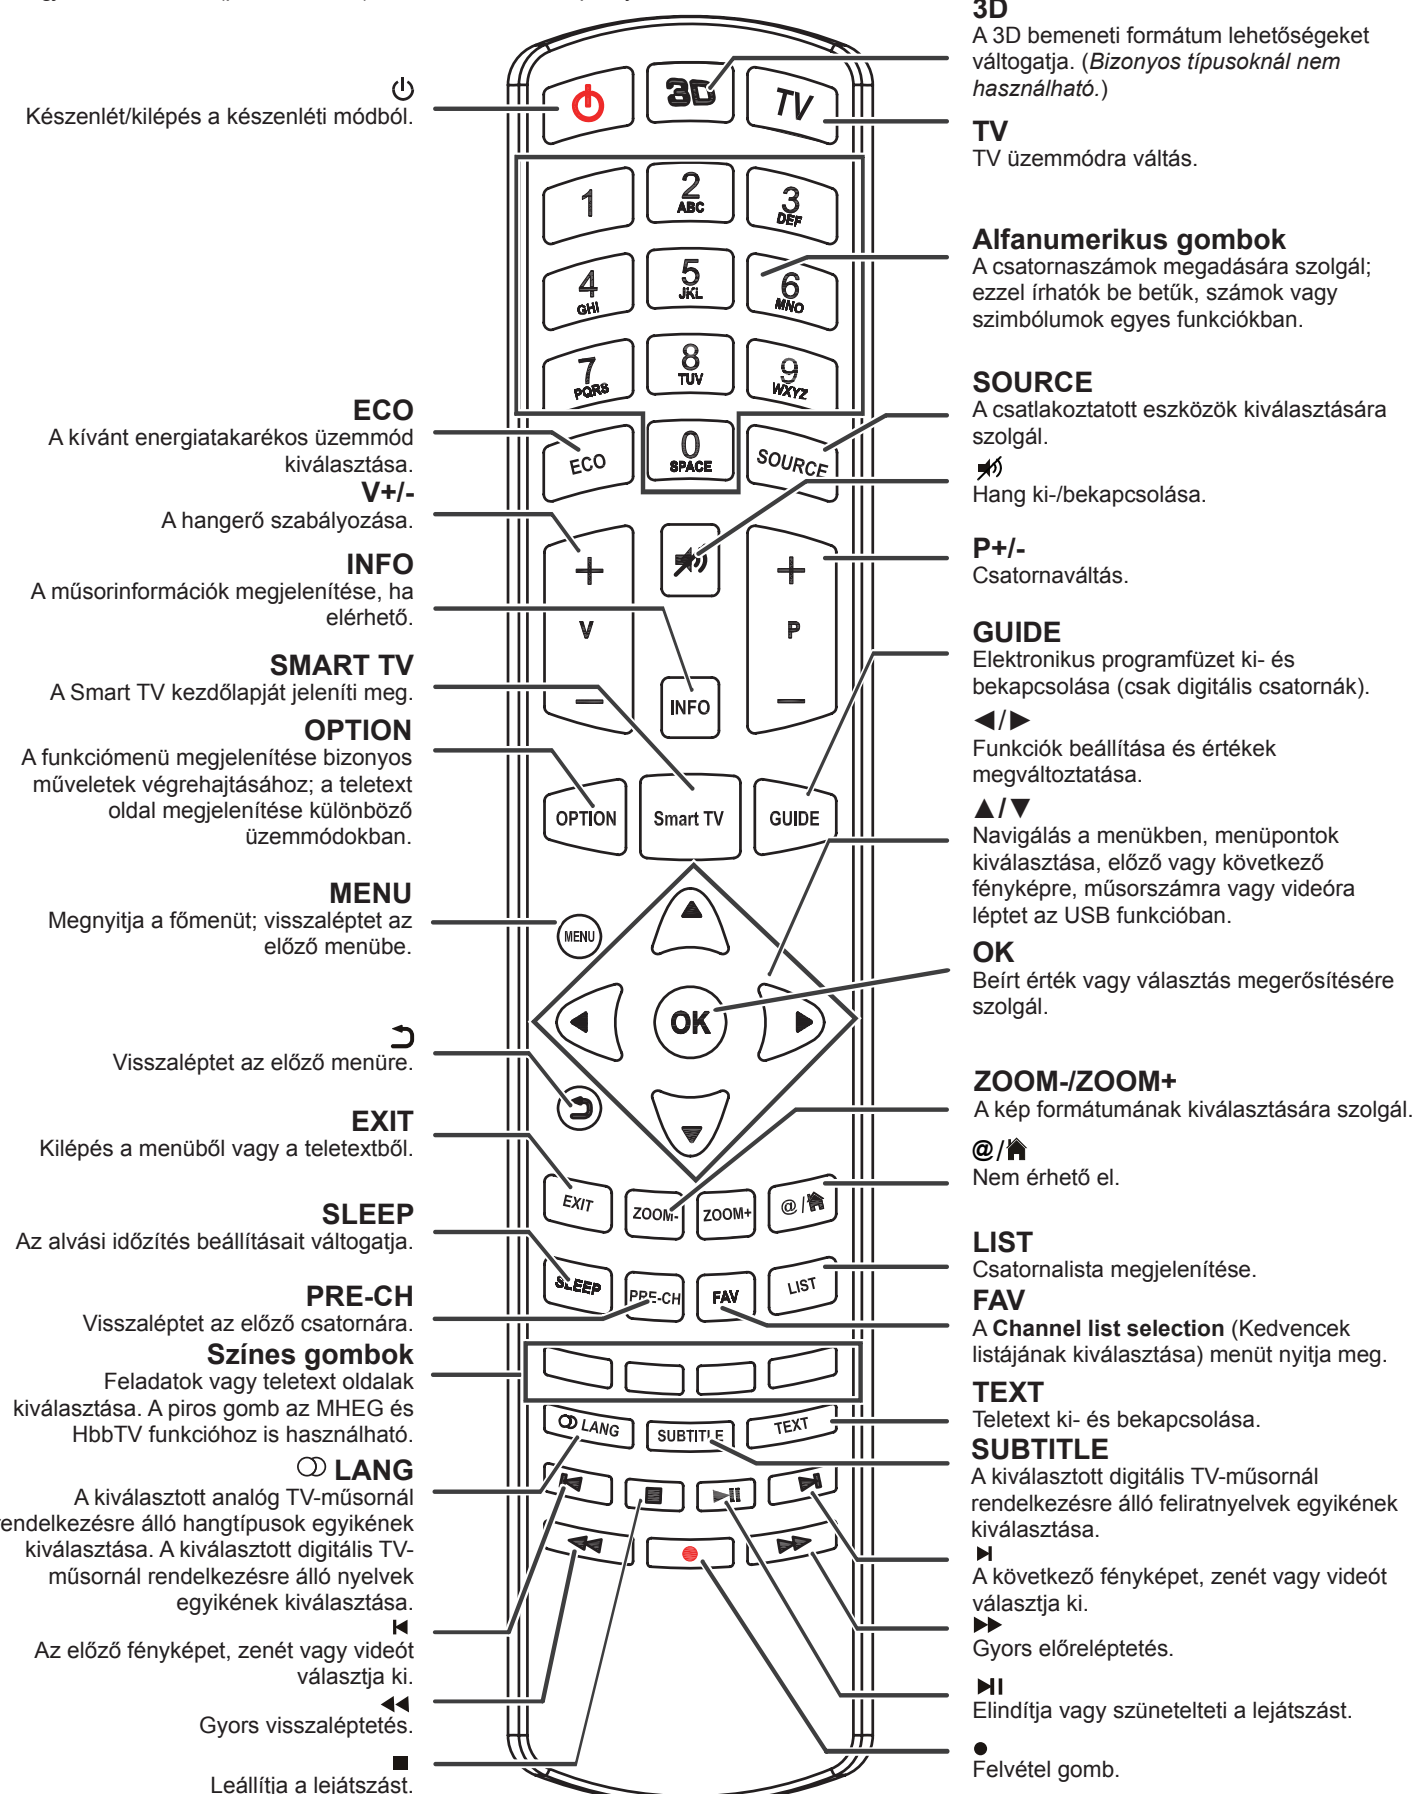 ⏻
Készenlét/kilépés a készenléti módból.
ECO
A kívánt energiatakarékos üzemmód
kiválasztása.
V+/-
A hangerő szabályozása.
INFO
A műsorinformációk megjelenítése, ha
elérhető.
SMART TV
A Smart TV kezdőlapját jeleníti meg.
OPTION
A funkciómenü megjelenítése bizonyos
műveletek végrehajtásához; a teletext
oldal megjelenítése különböző
üzemmódokban.
MENU
Megnyitja a főmenüt; visszaléptet az
előző menübe.
⮌
Visszaléptet az előző menüre.
EXIT
Kilépés a menüből vagy a teletextből.
SLEEP
Az alvási időzítés beállításait váltogatja.
PRE-CH
Visszaléptet az előző csatornára.
Színes gombok
Feladatok vagy teletext oldalak
kiválasztása. A piros gomb az MHEG és
HbbTV funkcióhoz is használható.
LANG
A kiválasztott analóg TV-műsornál
rendelkezésre álló hangtípusok egyikének
kiválasztása. A kiválasztott digitális TV-
műsornál rendelkezésre álló nyelvek
egyikének kiválasztása.
Az előző fényképet, zenét vagy videót
választja ki.
◀◀
Gyors visszaléptetés.
■
Leállítja a lejátszást.
3D
TV
1
2
ABC
3
DEF
4
GHI
5
JKL
6
MNO
7
PQRS
8
TUV
9
WXYZ
ECO
0
SPACE
SOURCE
+
V
—
INFO
+
P
—
OPTION
Smart TV
GUIDE
MENU
OK
EXIT
ZOOM-
ZOOM+
@/
SLEEP
PRE-CH
FAV
LIST
LANG
SUBTITLE
TEXT
3D
A 3D bemeneti formátum lehetőségeket
váltogatja. (Bizonyos típusoknál nem
használható.)
TV
TV üzemmódra váltás.
Alfanumerikus gombok
A csatornaszámok megadására szolgál;
ezzel írhatók be betűk, számok vagy
szimbólumok egyes funkciókban.
SOURCE
A csatlakoztatott eszközök kiválasztására
szolgál.
Hang ki-/bekapcsolása.
P+/-
Csatornaváltás.
GUIDE
Elektronikus programfüzet ki- és
bekapcsolása (csak digitális csatornák).
◀/▶
Funkciók beállítása és értékek
megváltoztatása.
▲/▼
Navigálás a menükben, menüpontok
kiválasztása, előző vagy következő
fényképre, műsorszámra vagy videóra
léptet az USB funkcióban.
OK
Beírt érték vagy választás megerősítésére
szolgál.
ZOOM-/ZOOM+
A kép formátumának kiválasztására szolgál.
@/
Nem érhető el.
LIST
Csatornalista megjelenítése.
FAV
A Channel list selection (Kedvencek
listájának kiválasztása) menüt nyitja meg.
TEXT
Teletext ki- és bekapcsolása.
SUBTITLE
A kiválasztott digitális TV-műsornál
rendelkezésre álló feliratnyelvek egyikének
kiválasztása.
A következő fényképet, zenét vagy videót
választja ki.
▶▶
Gyors előreléptetés.
Elindítja vagy szünetelteti a lejátszást.
●
Felvétel gomb.